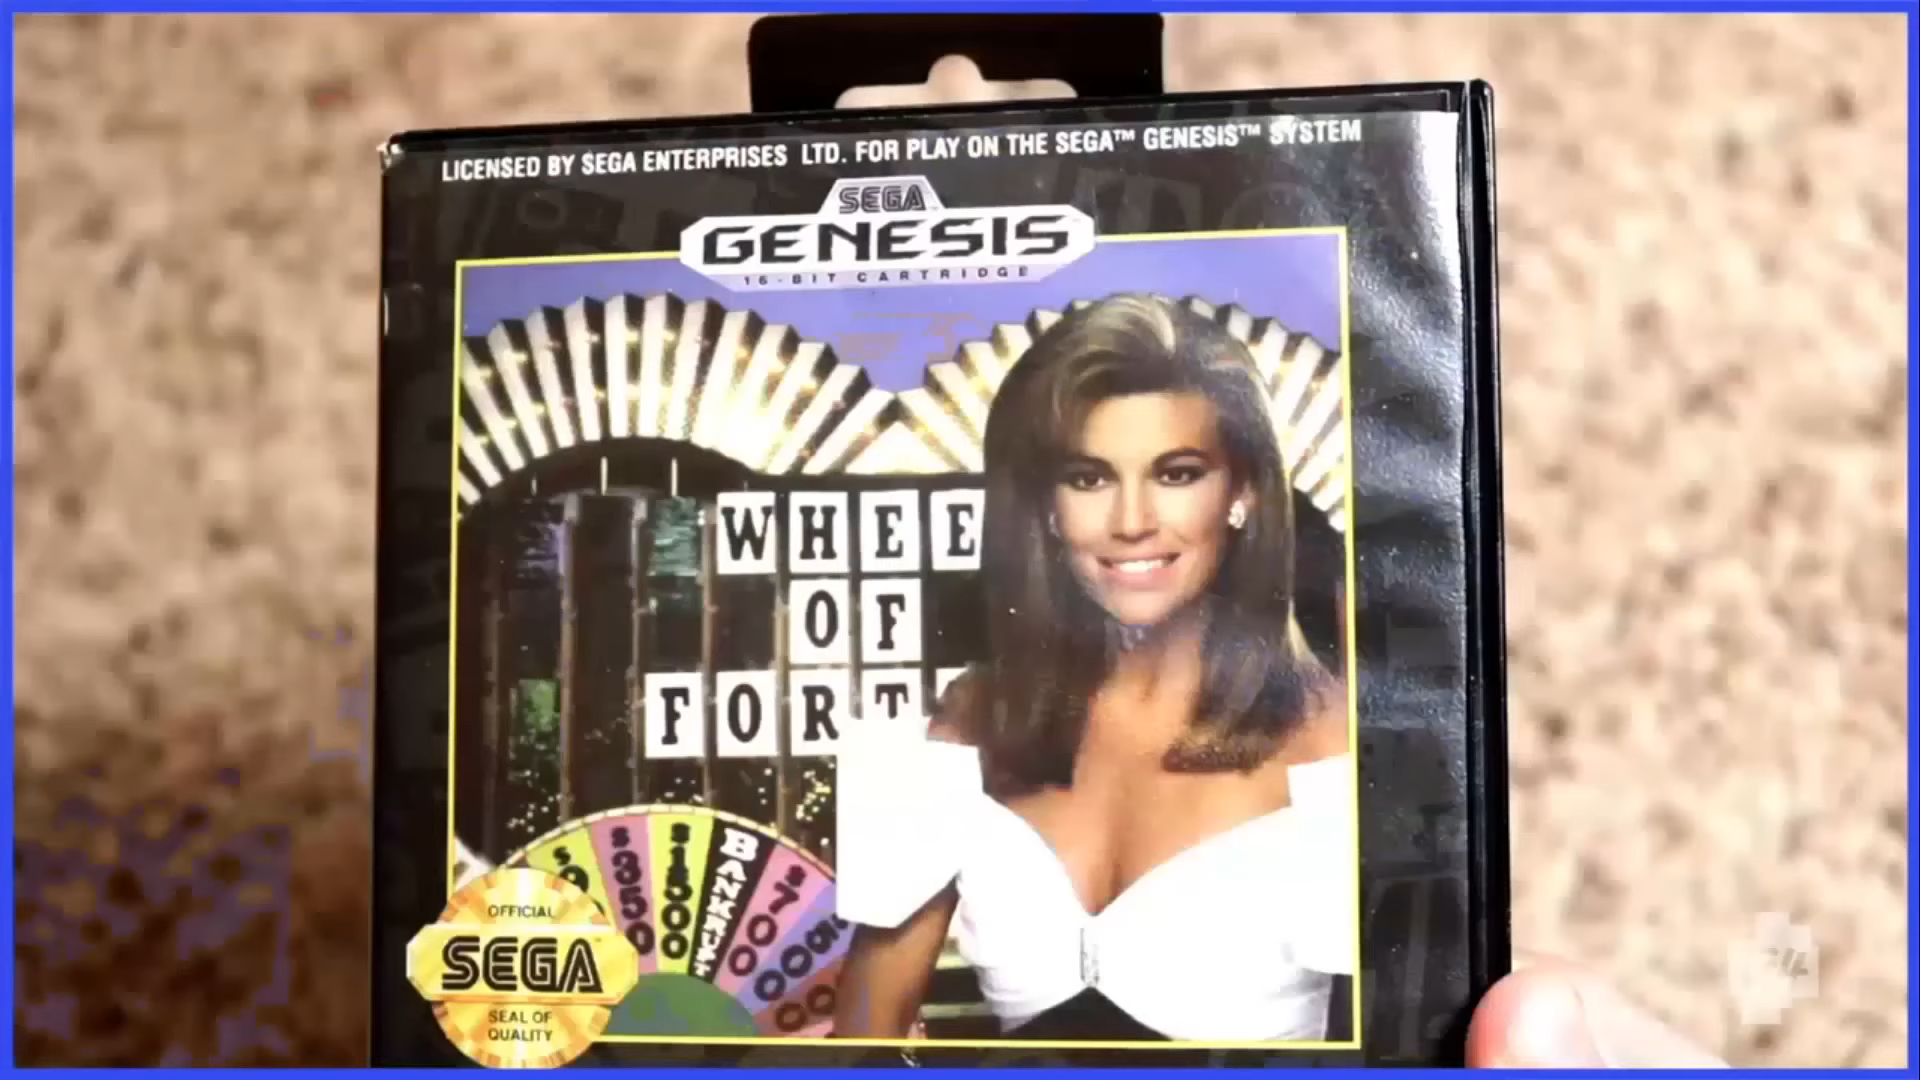 LICENSED BY SEGA ENTERPRISES LTD. FOR PLAY ON THE SEGA™ GENESIS™ SYSTEM
SEGA
GENESIS
16-BIT CARTRIDGE
WHEE
OF
FORT
$350
$1500
BANKRUPT
$700
OFFICIAL
SEGA
SEAL OF
QUALITY